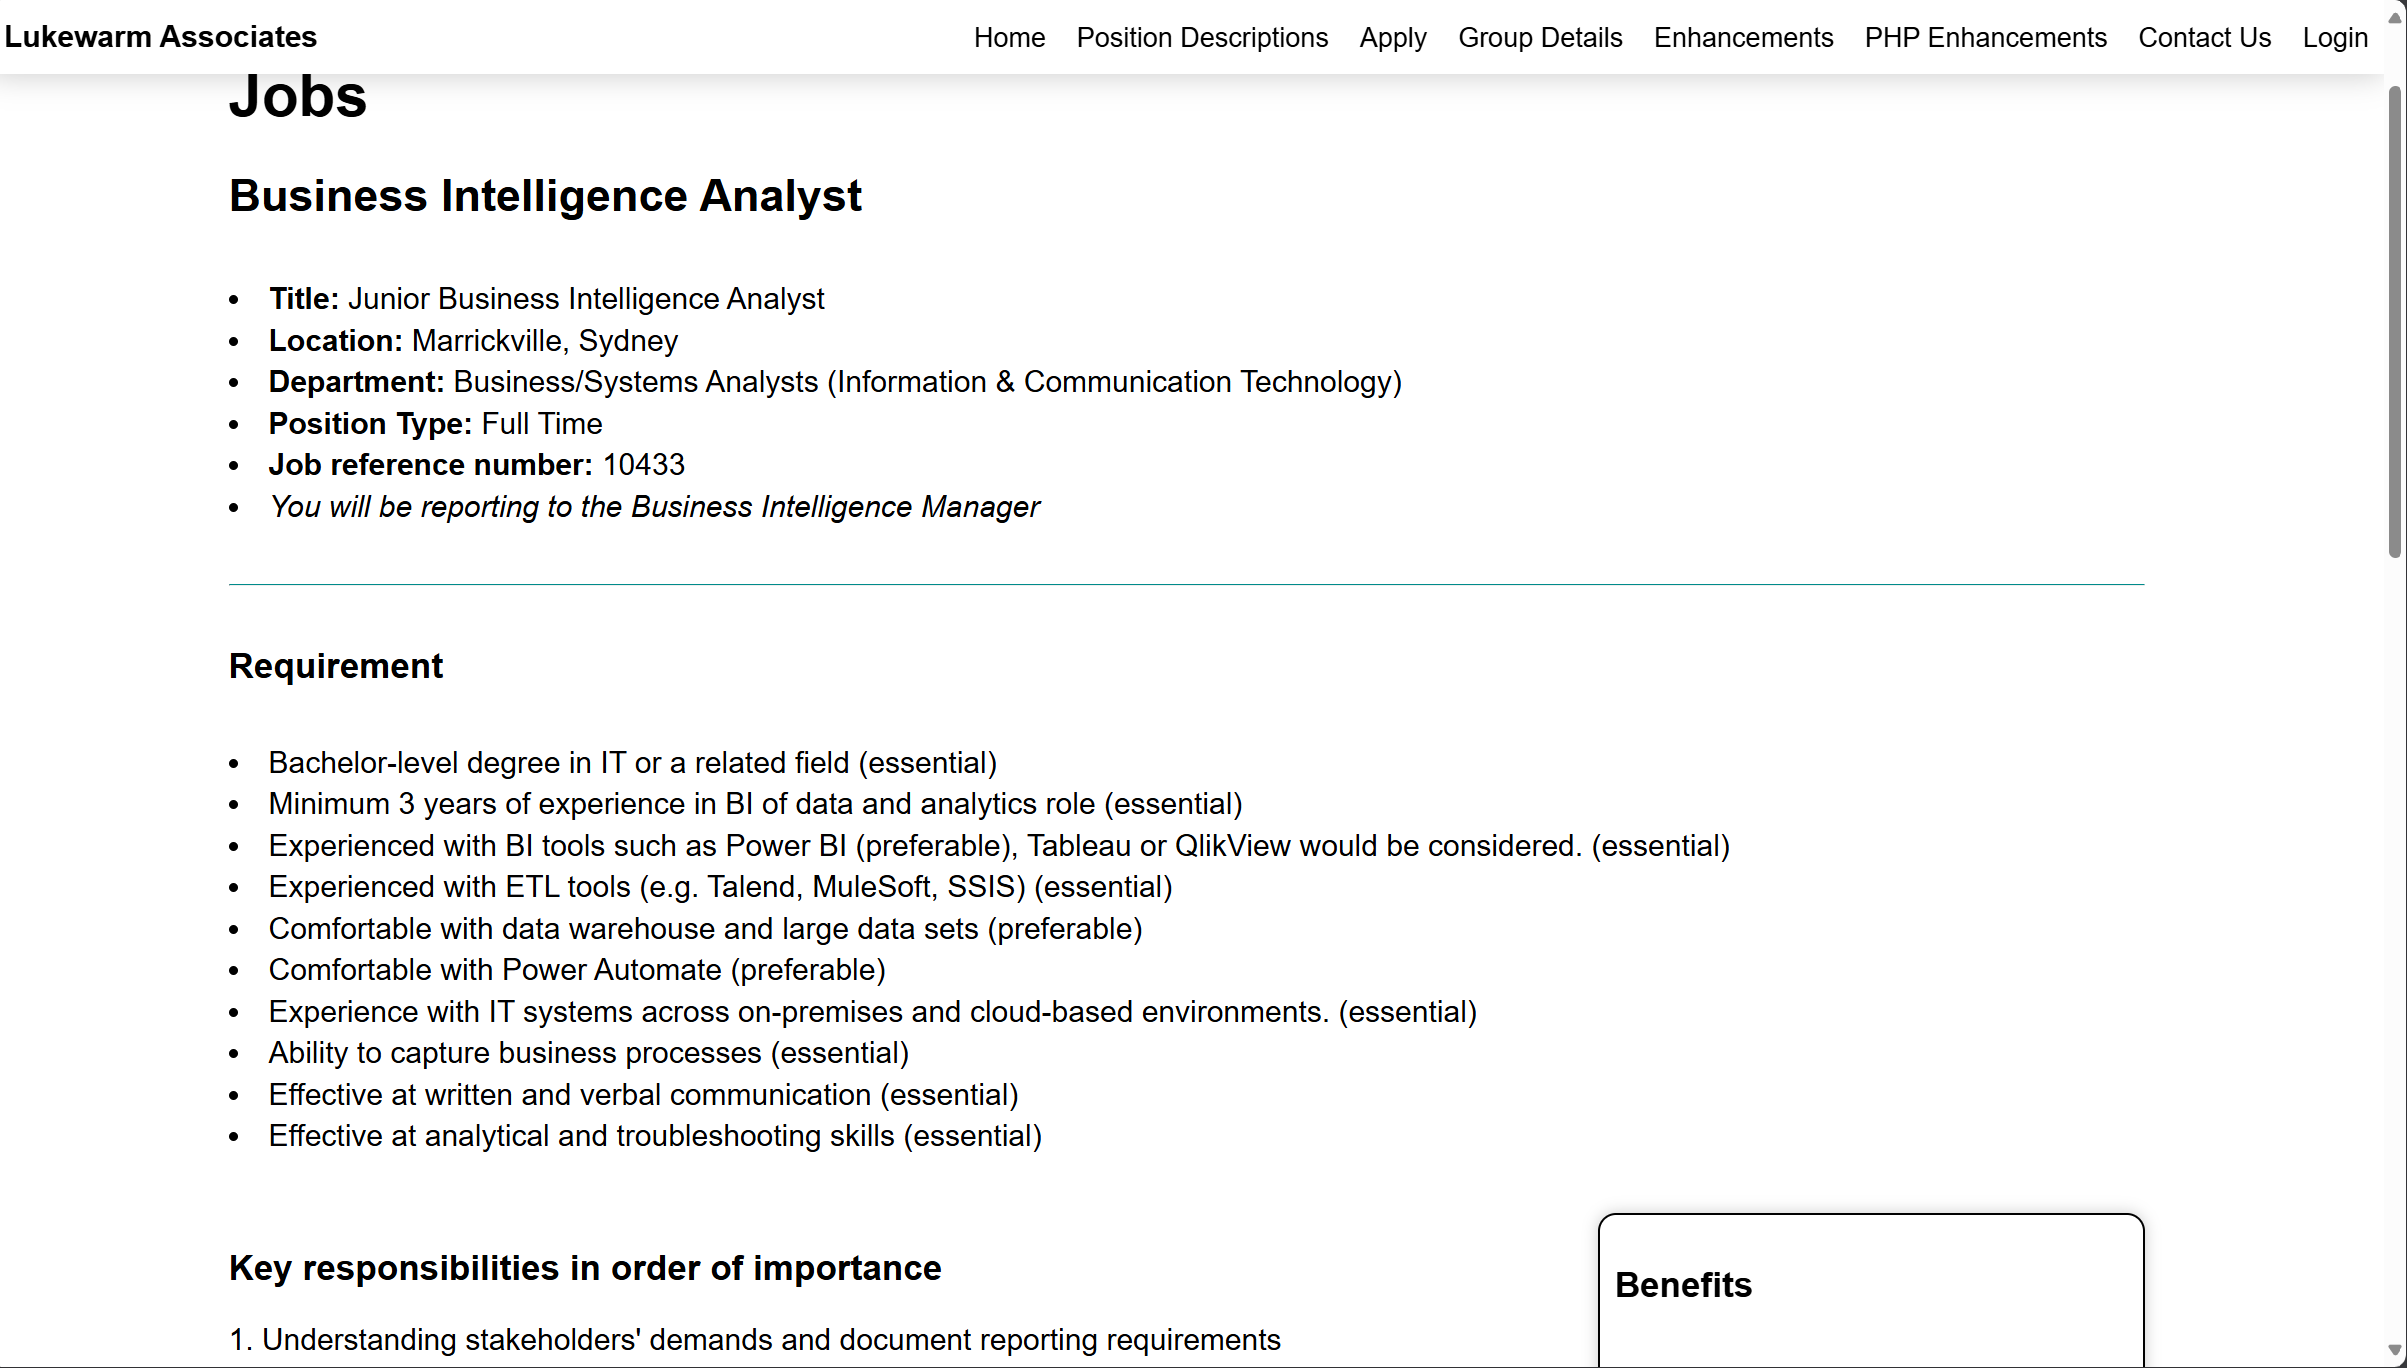 Lukewarm Associates
Home Position Descriptions Apply Group Details Enhancements PHP Enhancements Contact Us Login
Jobs
Business Intelligence Analyst
• Title: Junior Business Intelligence Analyst
• Location: Marrickville, Sydney
• Department: Business/Systems Analysts (Information & Communication Technology)
• Position Type: Full Time
• Job reference number: 10433
• You will be reporting to the Business Intelligence Manager
Requirement
• Bachelor-level degree in IT or a related field (essential)
• Minimum 3 years of experience in BI of data and analytics role (essential)
• Experienced with BI tools such as Power BI (preferable), Tableau or QlikView would be considered. (essential)
• Experienced with ETL tools (e.g. Talend, MuleSoft, SSIS) (essential)
• Comfortable with data warehouse and large data sets (preferable)
• Comfortable with Power Automate (preferable)
• Experience with IT systems across on-premises and cloud-based environments. (essential)
• Ability to capture business processes (essential)
• Effective at written and verbal communication (essential)
• Effective at analytical and troubleshooting skills (essential)
Key responsibilities in order of importance
1. Understanding stakeholders' demands and document reporting requirements
Benefits